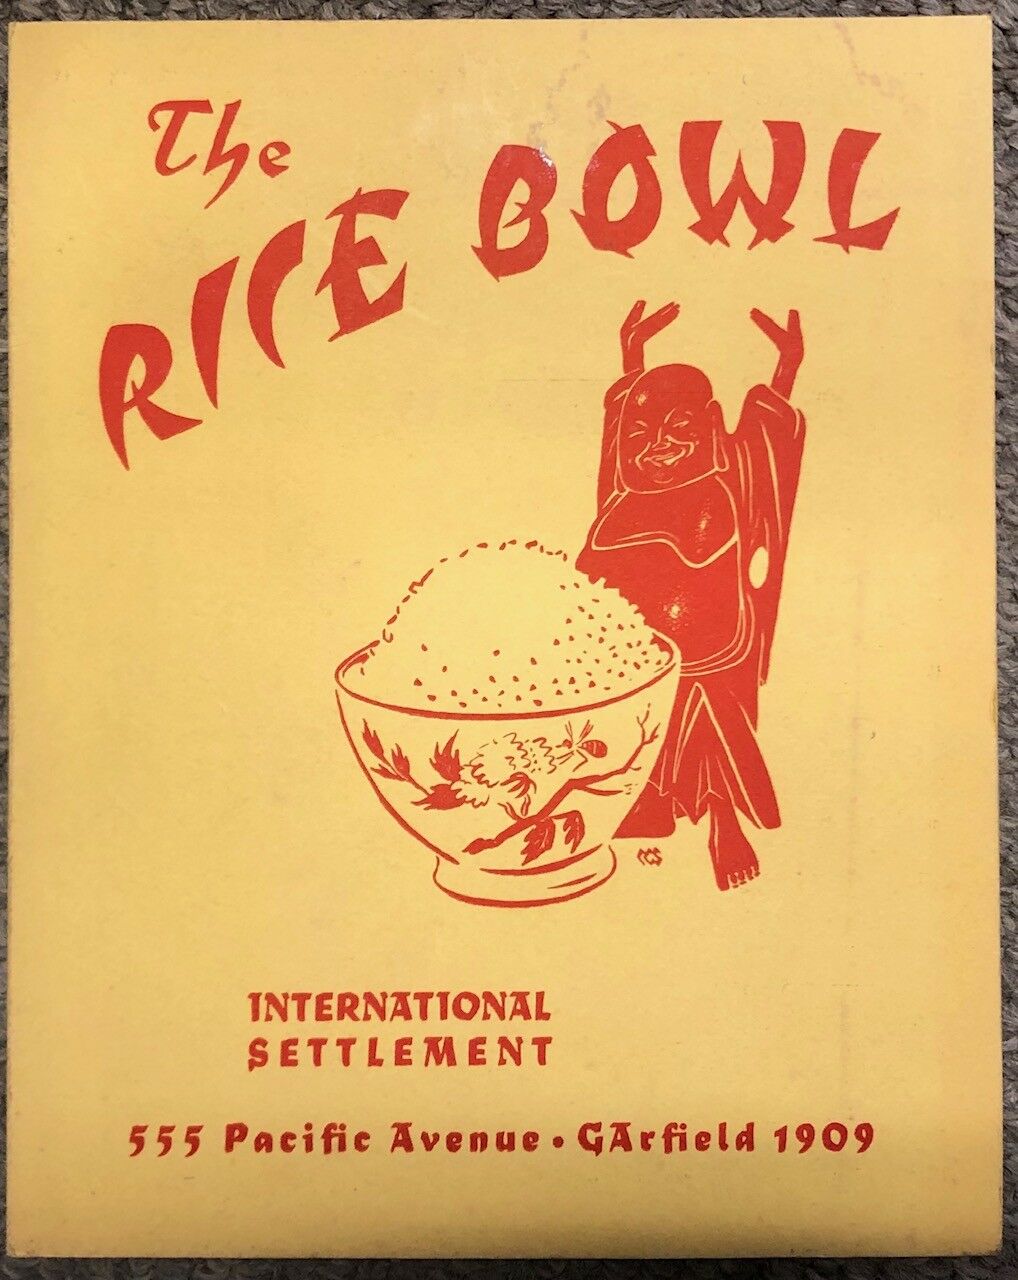 The
RICE BOWL
INTERNATIONAL
SETTLEMENT
555 Pacific Avenue • GArfield 1909